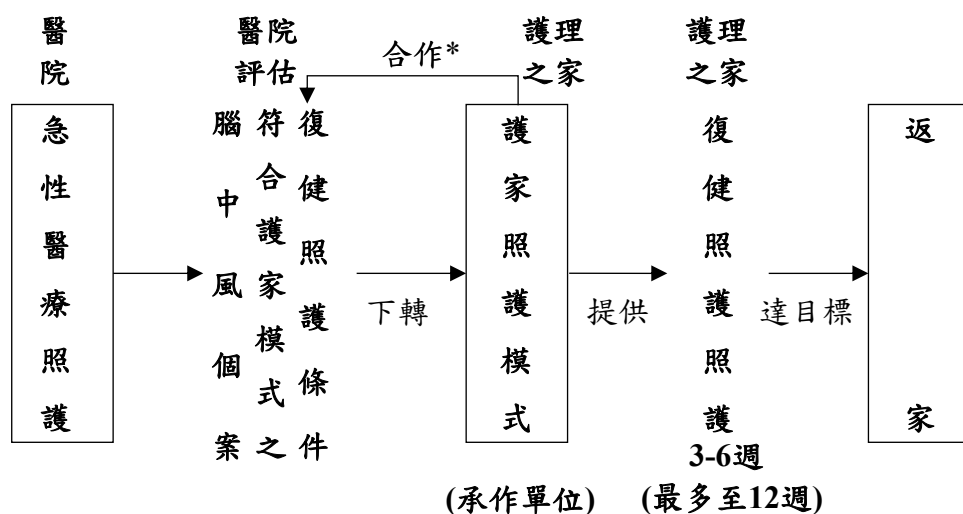 醫院
急性醫療照護
醫院
評估
腦中風個案
符合護家模式之
復健照護條件
合作*
下轉
護理
之家
護家照護模式
(承作單位)
提供
護理
之家
復健照護照護
3-6週
(最多至12週)
達目標
返家